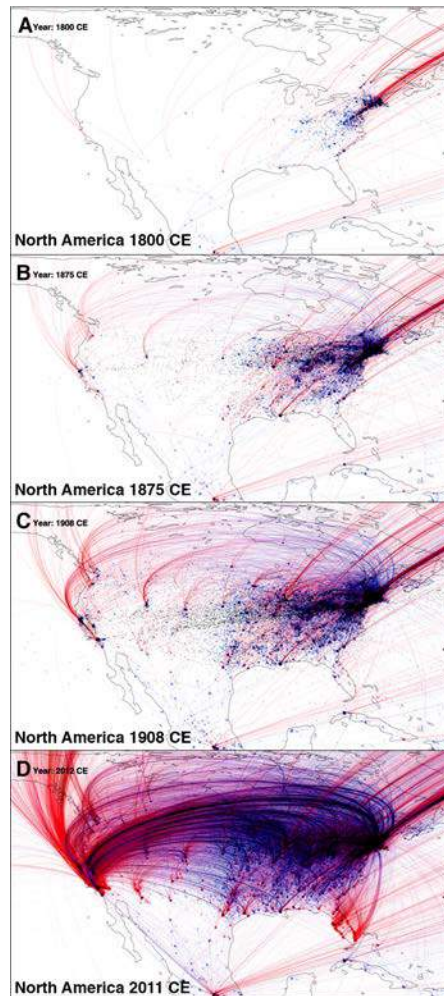 A Year: 1800 CE
North America 1800 CE
B Year: 1875 CE
North America 1875 CE
C Year: 1908 CE
North America 1908 CE
D Year: 2012 CE
North America 2011 CE